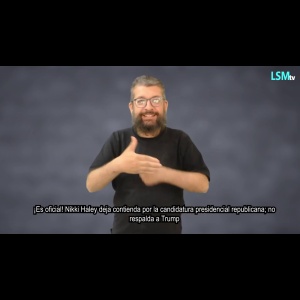 LSMtv
¡Es oficial! Nikki Haley deja contienda por la candidatura presidencial republicana; no
respalda a Trump